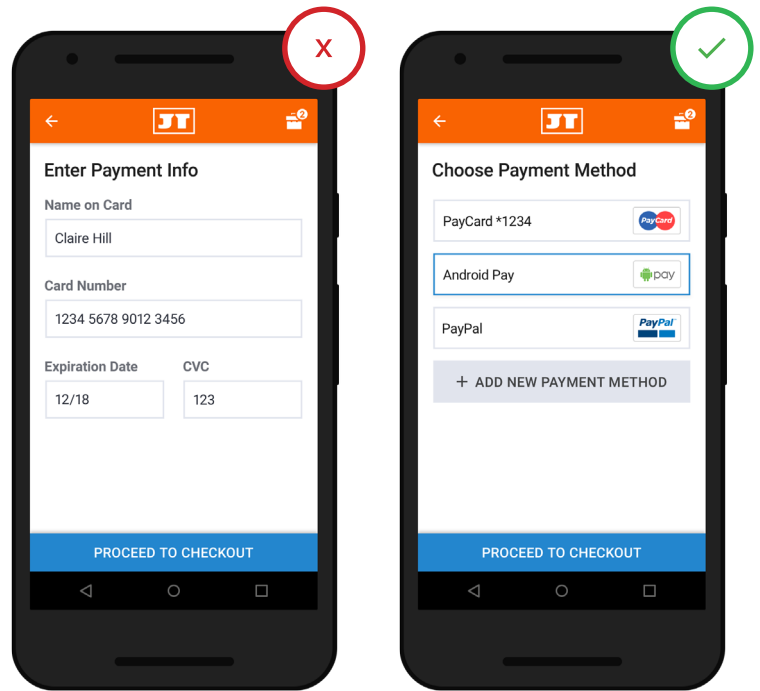 X
JT
2
Enter Payment Info
Name on Card
Claire Hill
Card Number
1234 5678 9012 3456
Expiration Date CVC
12/18 123
PROCEED TO CHECKOUT
JT
2
Choose Payment Method
PayCard *1234 PayCard
Android Pay pay
PayPal PayPal
+ ADD NEW PAYMENT METHOD
PROCEED TO CHECKOUT